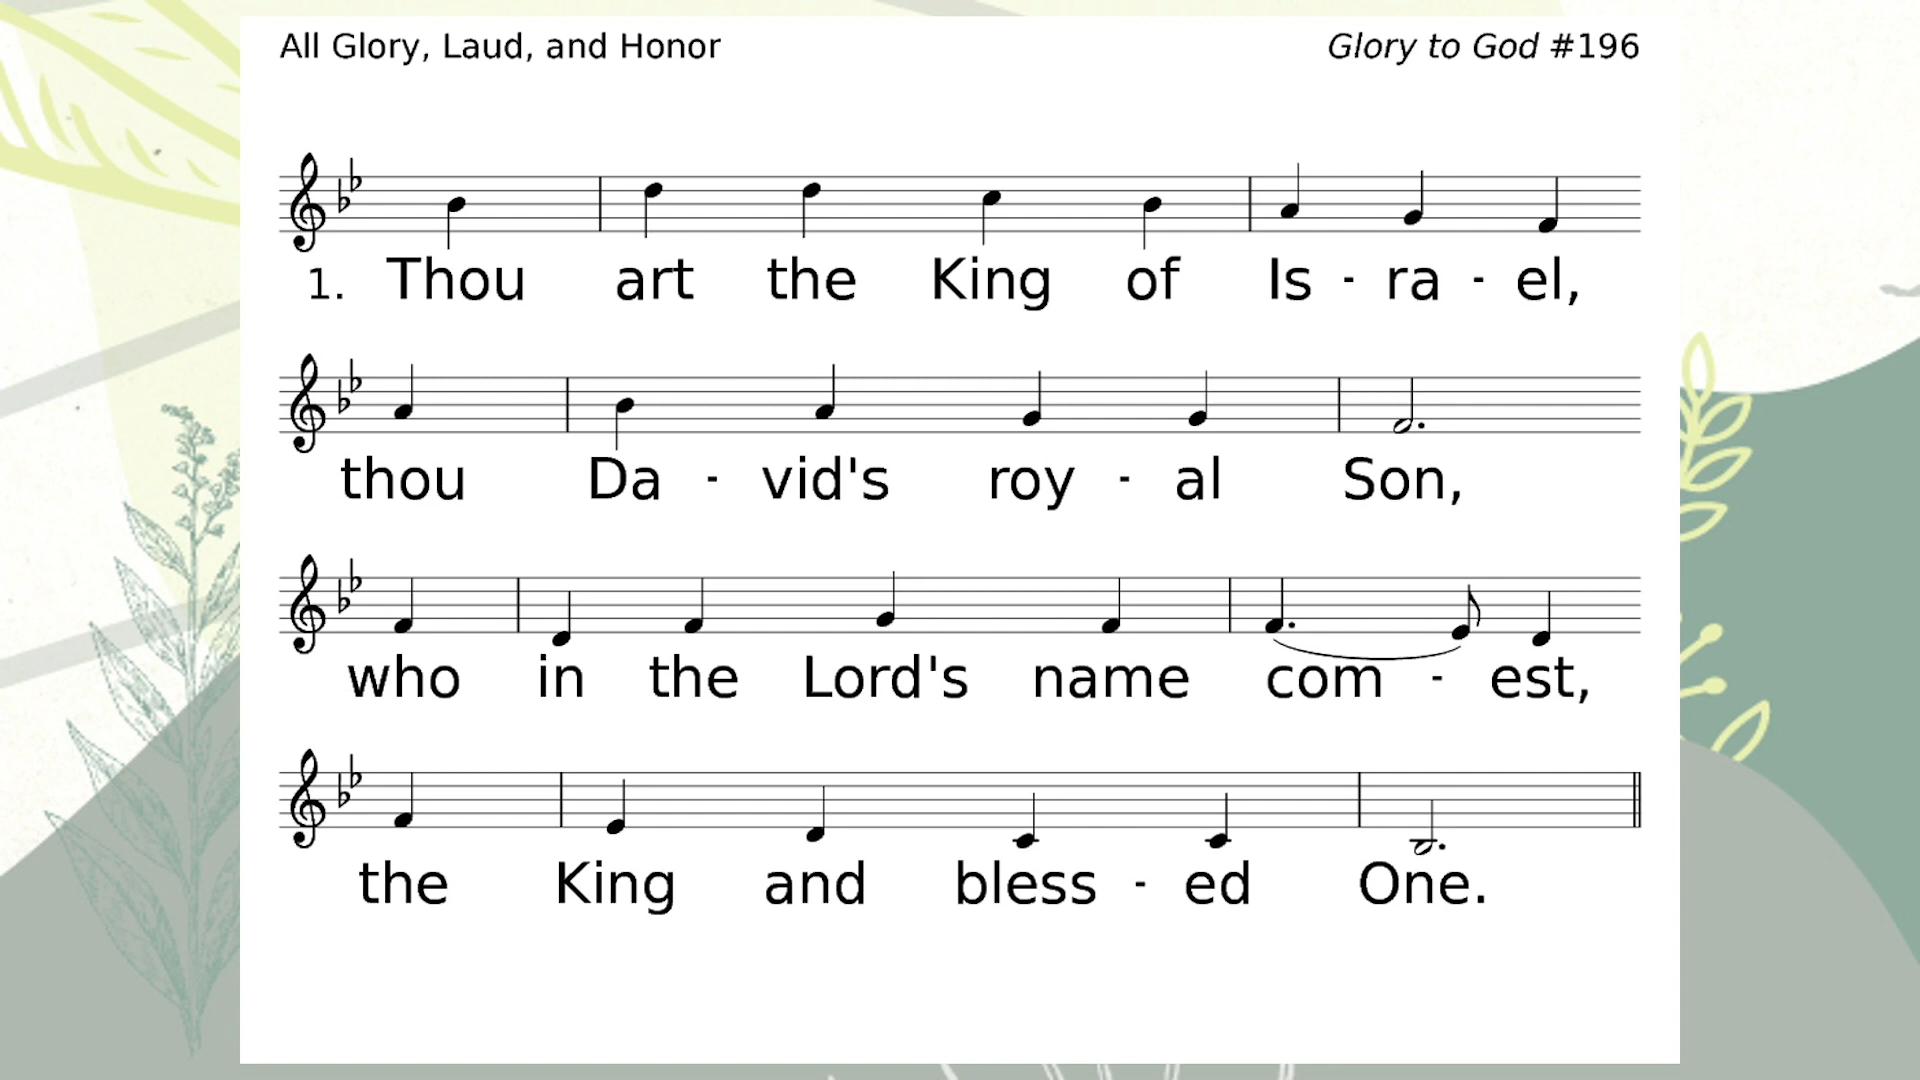 All Glory, Laud, and Honor
Glory to God #196
1. Thou art the King of Is - ra - el,
thou Da - vid's roy - al Son,
who in the Lord's name com - est,
the King and bless - ed One.